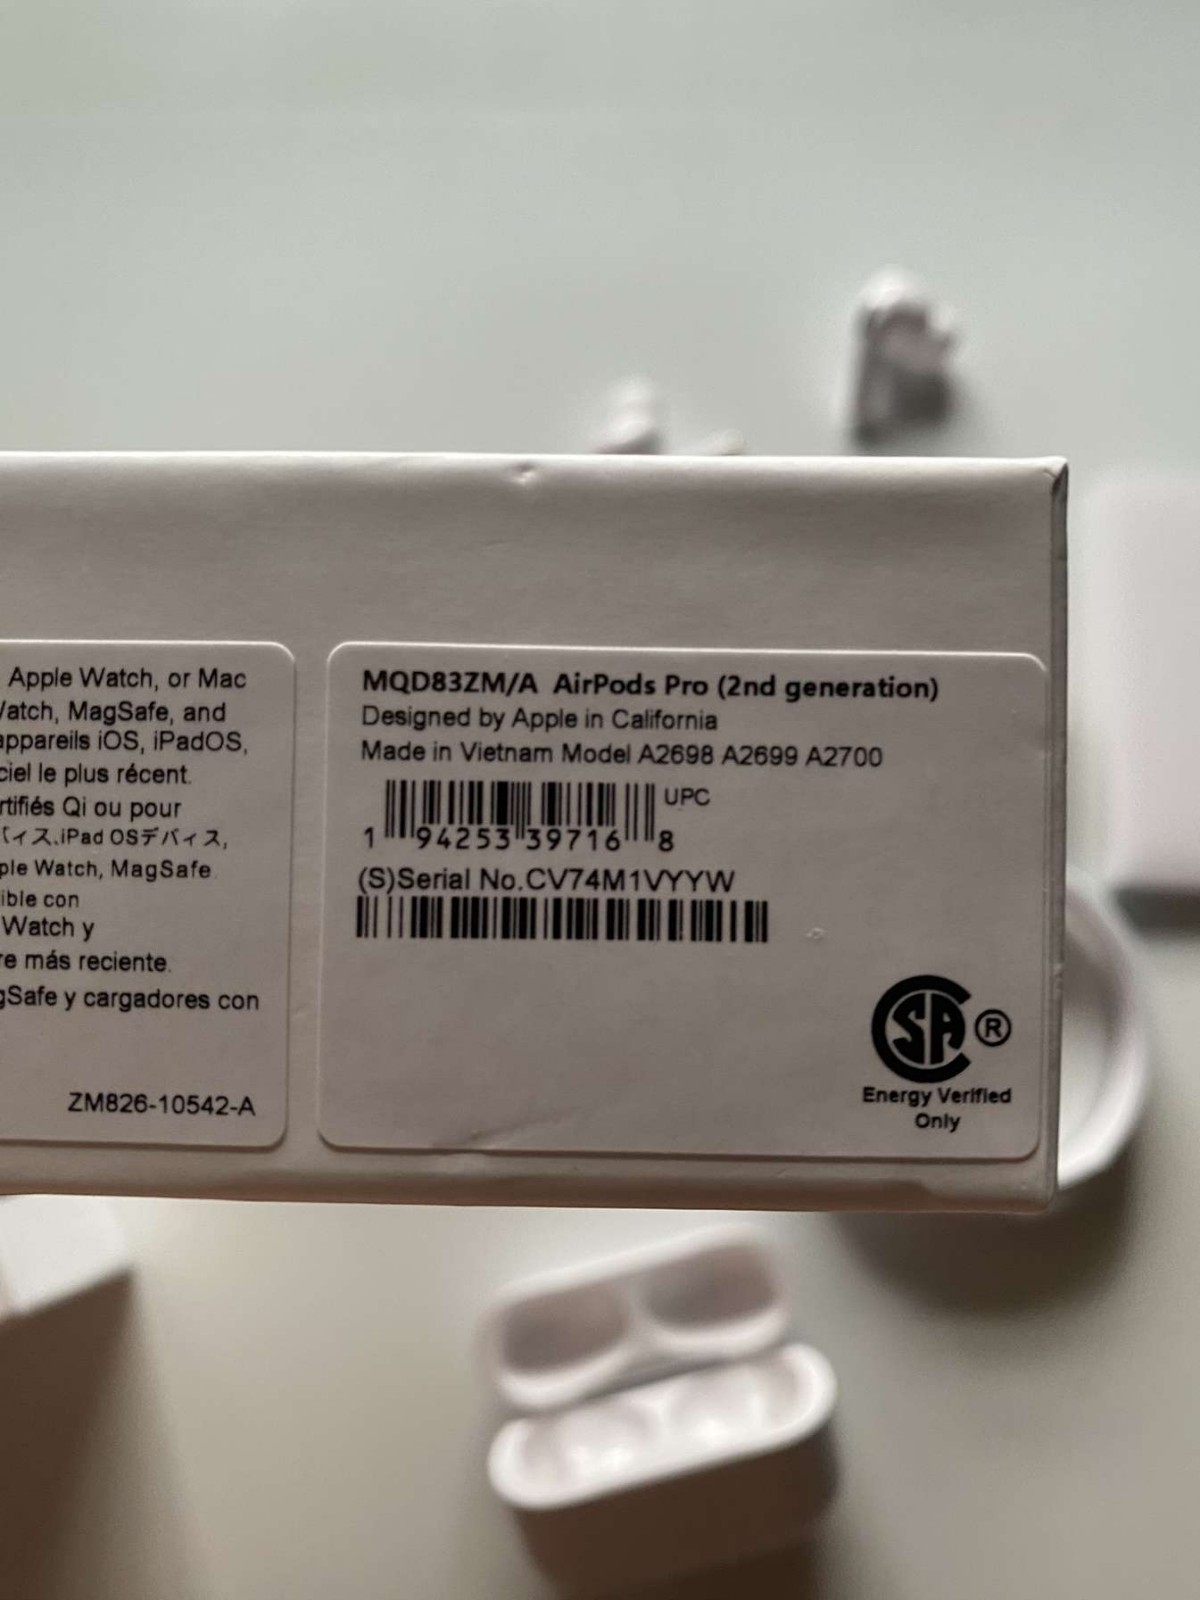 Apple Watch, or Mac
Watch, MagSafe, and
appareils iOS, iPadOS,
ciel le plus récent.
rtifiés Qi ou pour
バイス.iPad OSデバイス,
ple Watch, MagSafe
ible con
Watch y
re más reciente.
gSafe y cargadores con
ZM826-10542-A
MQD83ZM/A AirPods Pro (2nd generation)
Designed by Apple in California
Made in Vietnam Model A2698 A2699 A2700
UPC
1 94253 39716 8
(S)Serial No.CV74M1VYYW
SA ®
Energy Verified
Only